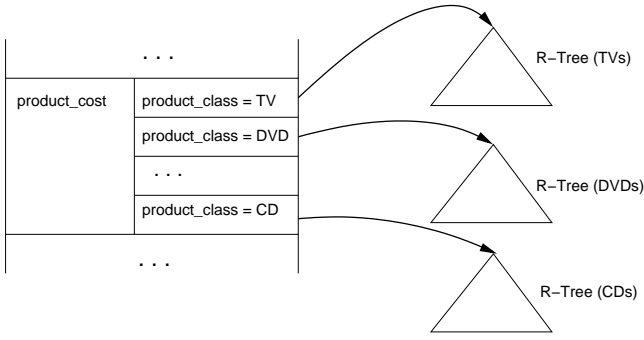 . . .
R−Tree (TVs)
product_cost
product_class = TV
product_class = DVD
. . .
R−Tree (DVDs)
product_class = CD
. . .
R−Tree (CDs)